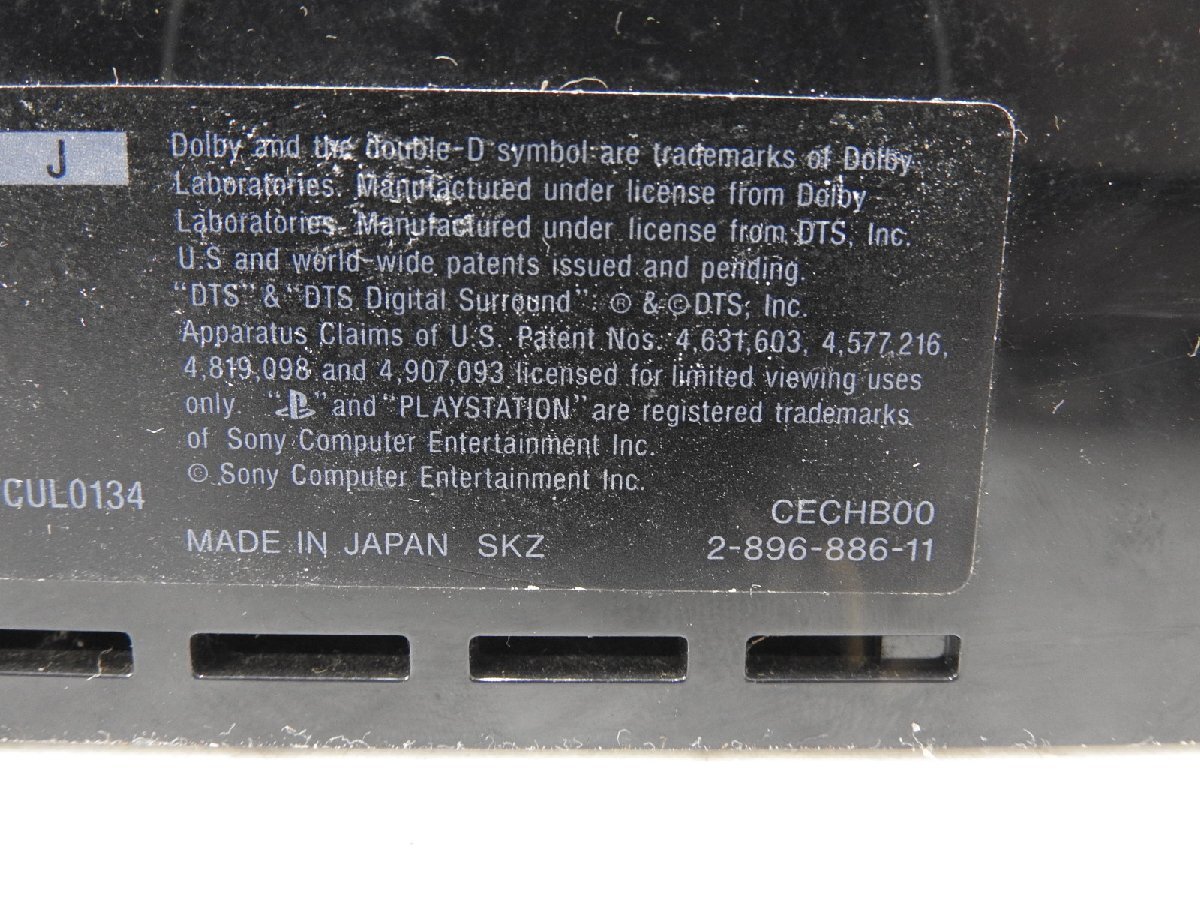 J
Dolby and the double-D symbol are trademarks of Dolby
Laboratories. Manufactured under license from Dolby
Laboratories. Manufactured under license from DTS, Inc.
U.S and world-wide patents issued and pending.
"DTS" & "DTS Digital Surround" ® & © DTS, Inc.
Apparatus Claims of U.S. Patent Nos. 4,631,603, 4,577,216,
4,819,098 and 4,907,093 licensed for limited viewing uses
only. " " and "PLAYSTATION" are registered trademarks
of Sony Computer Entertainment Inc.
© Sony Computer Entertainment Inc.
CUL0134
CECHB00
MADE IN JAPAN SKZ 2-896-886-11